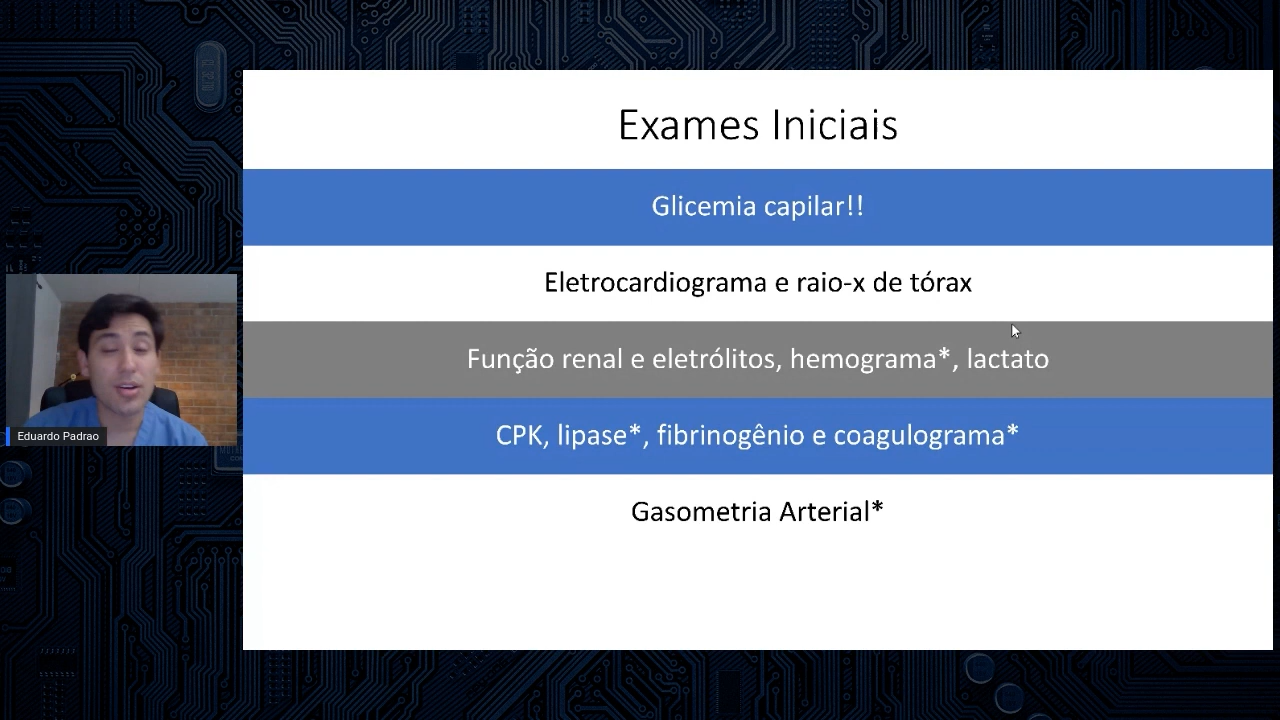 Exames Iniciais
Glicemia capilar!!
Eletrocardiograma e raio-x de tórax
Função renal e eletrólitos, hemograma*, lactato
CPK, lipase*, fibrinogênio e coagulograma*
Gasometria Arterial*
Eduardo Padrao